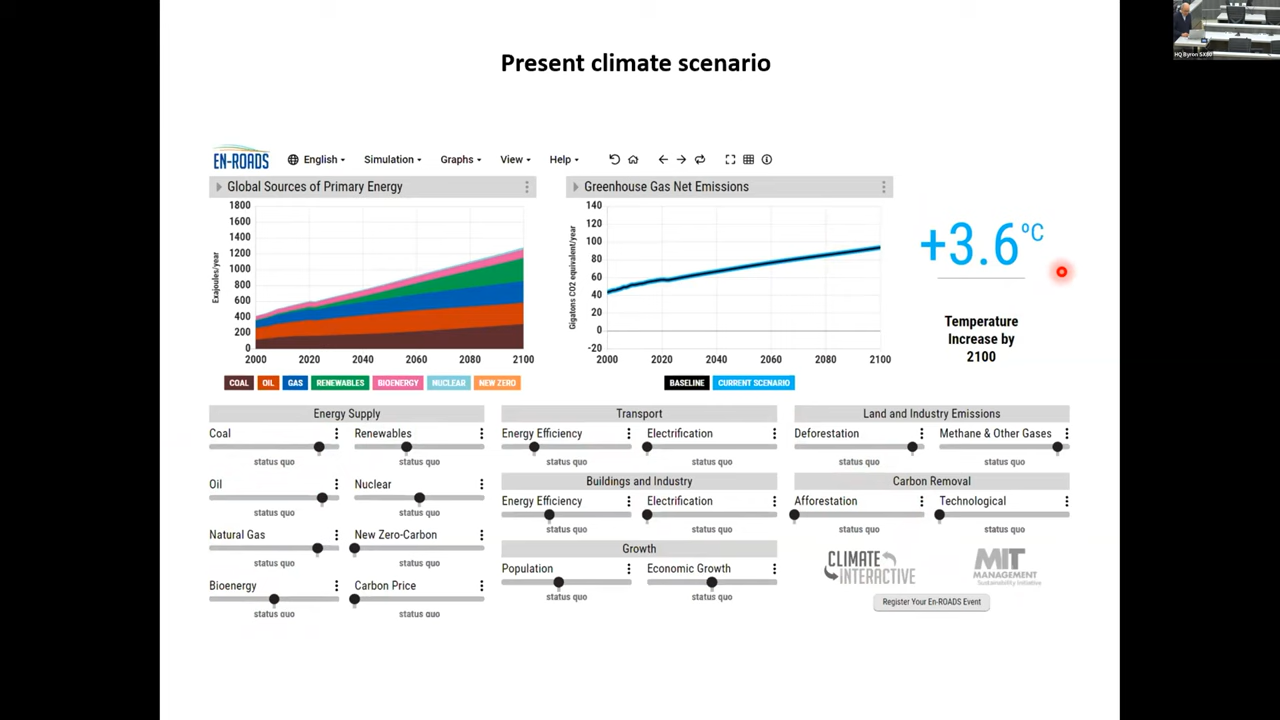 HQ Byron
Present climate scenario
EN-ROADS
English
Simulation
Graphs
View
Help
Global Sources of Primary Energy
1800
1600
1400
1200
1000
800
600
400
200
0
Exajoules/year
2000 2020 2040 2060 2080 2100
COAL OIL GAS RENEWABLES BIOENERGY NUCLEAR NEW ZERO
Greenhouse Gas Net Emissions
140
120
100
80
60
40
20
0
-20
Gigatons CO2 equivalent/year
2000 2020 2040 2060 2080 2100
BASELINE CURRENT SCENARIO
+3.6°C
Temperature
Increase by
2100
Energy Supply
Coal Renewables
status quo status quo
Oil Nuclear
status quo status quo
Natural Gas New Zero-Carbon
status quo status quo
Bioenergy Carbon Price
status quo status quo
Transport
Energy Efficiency Electrification
status quo status quo
Buildings and Industry
Energy Efficiency Electrification
status quo status quo
Growth
Population Economic Growth
status quo status quo
Land and Industry Emissions
Deforestation Methane & Other Gases
status quo status quo
Carbon Removal
Afforestation Technological
status quo status quo
CLIMATE
INTERACTIVE
MIT
MANAGEMENT
Sustainability Initiative
Register Your En-ROADS Event